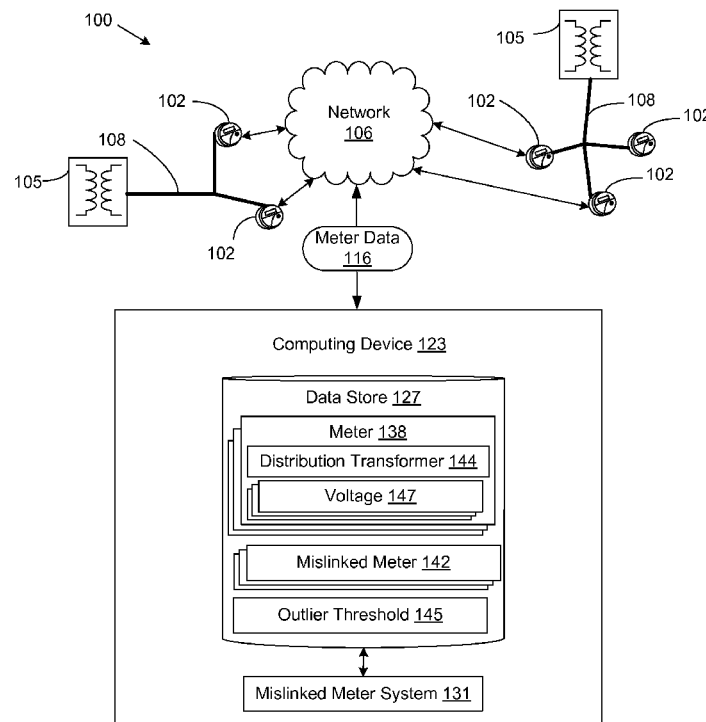 100
105
102
Network
106
102
108
102
108
105
102
102
Meter Data
116
Computing Device 123
Data Store 127
Meter 138
Distribution Transformer 144
Voltage 147
Mislinked Meter 142
Outlier Threshold 145
Mislinked Meter System 131